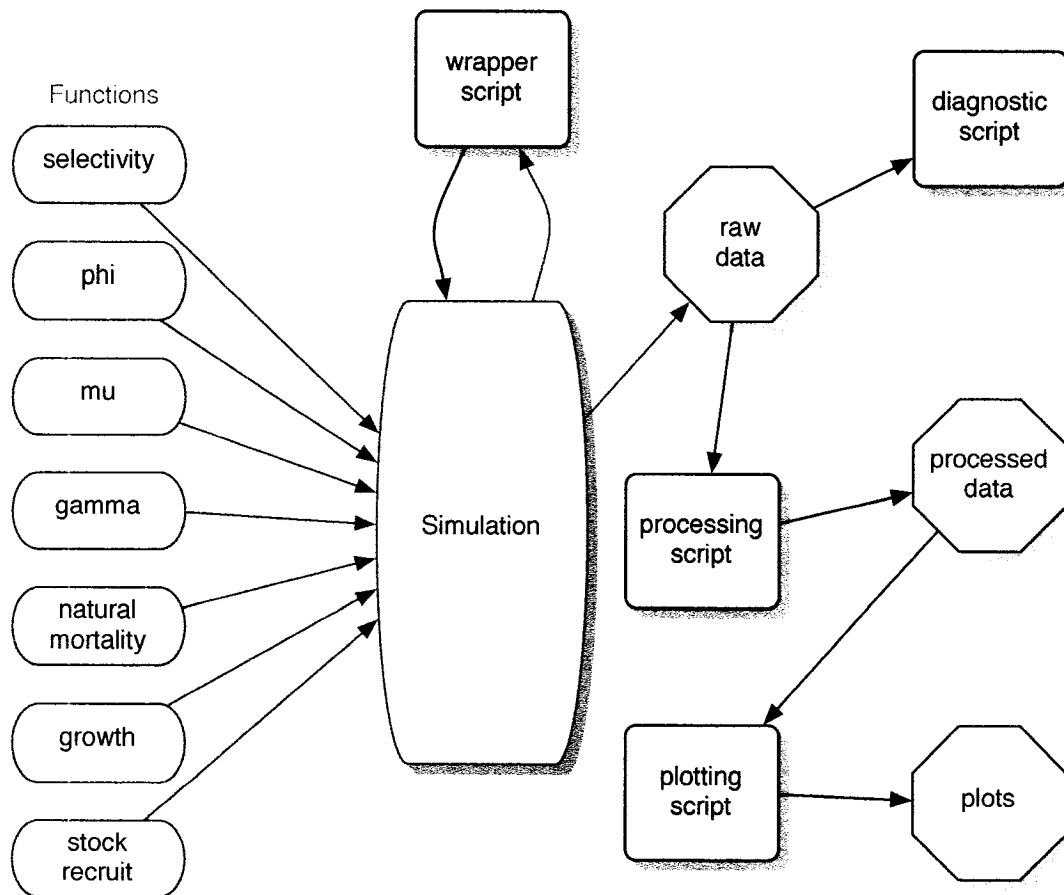 Functions
selectivity
phi
mu
gamma
natural
mortality
growth
stock
recruit
wrapper
script
Simulation
raw
data
diagnostic
script
processing
script
processed
data
plotting
script
plots